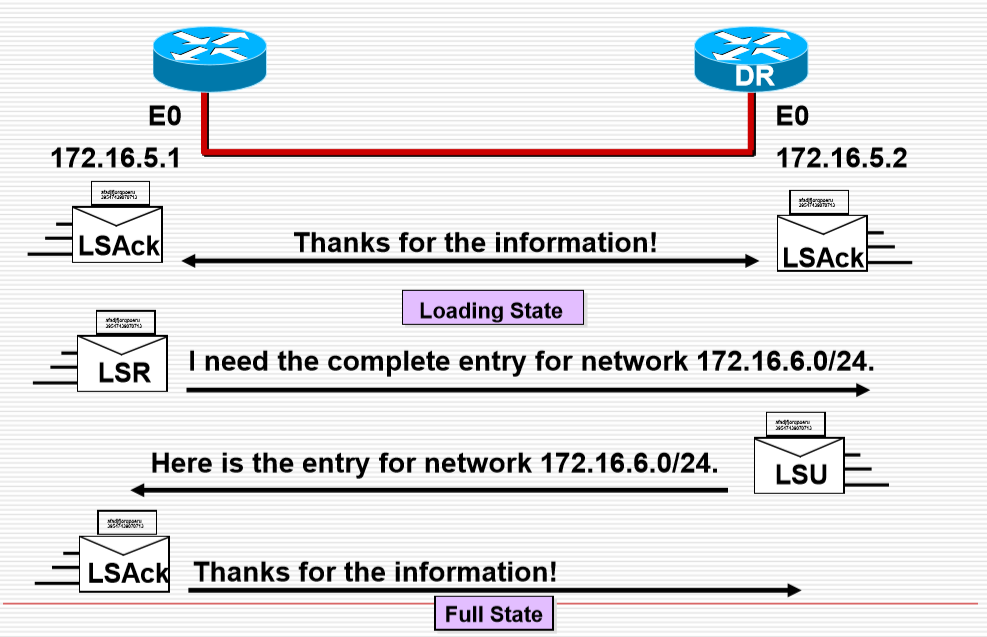 DR
E0
E0
172.16.5.1
172.16.5.2
LSAck
Thanks for the information!
LSAck
Loading State
LSR
I need the complete entry for network 172.16.6.0/24.
Here is the entry for network 172.16.6.0/24.
LSU
LSAck
Thanks for the information!
Full State